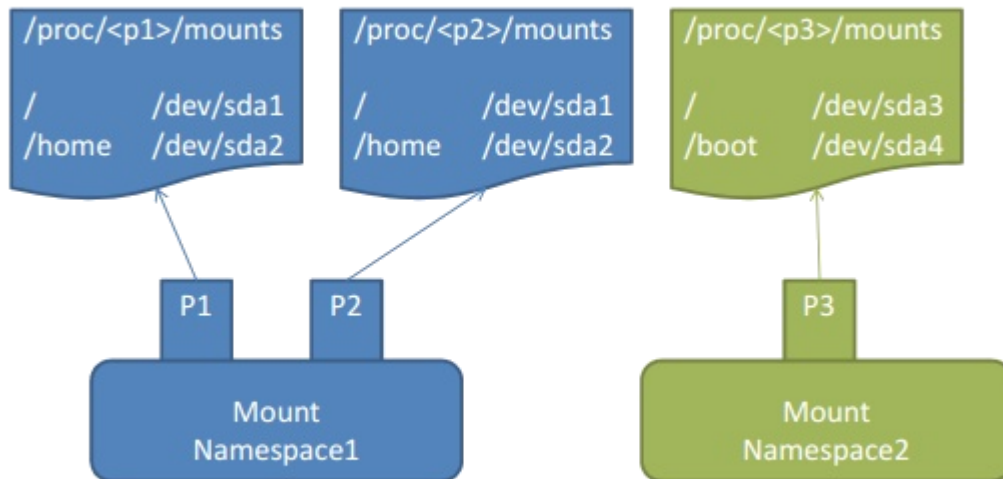 /proc/<p1>/mounts
/ /dev/sda1
/home /dev/sda2
/proc/<p2>/mounts
/ /dev/sda1
/home /dev/sda2
/proc/<p3>/mounts
/ /dev/sda3
/boot /dev/sda4
P1
P2
P3
Mount
Namespace1
Mount
Namespace2